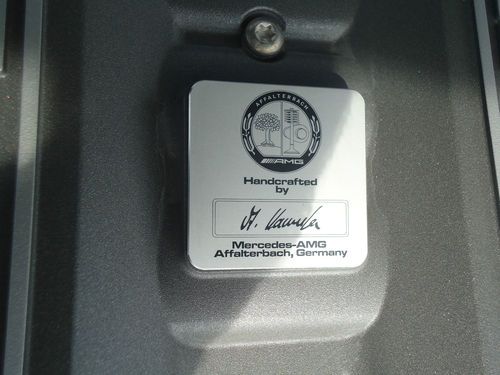 AFFALTERBACH
AMG
Handcrafted
by
Mercedes-AMG
Affalterbach, Germany